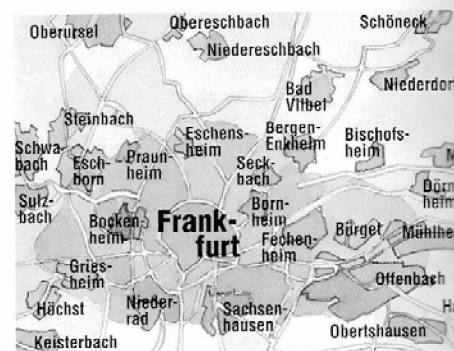 Oberursel
Obereschbach
Schöneck
Niedereschbach
Bad
Vilbel
Niederdor
Steinbach
Eschens-
heim
Bergen-
Enkheim
Bischofs-
heim
Schwa-
bach
Esch-
born
Praun-
heim
Seck-
bach
Sulz-
bach
Bocken-
heim
Frank-
furt
Born-
heim
Dörn
heim
Fechen-
heim
Bürgel
Mühlhe
Gries-
heim
Offenbach
Höchst
Nieder-
rad
Sachsen-
hausen
Obertshausen
Keisterbach